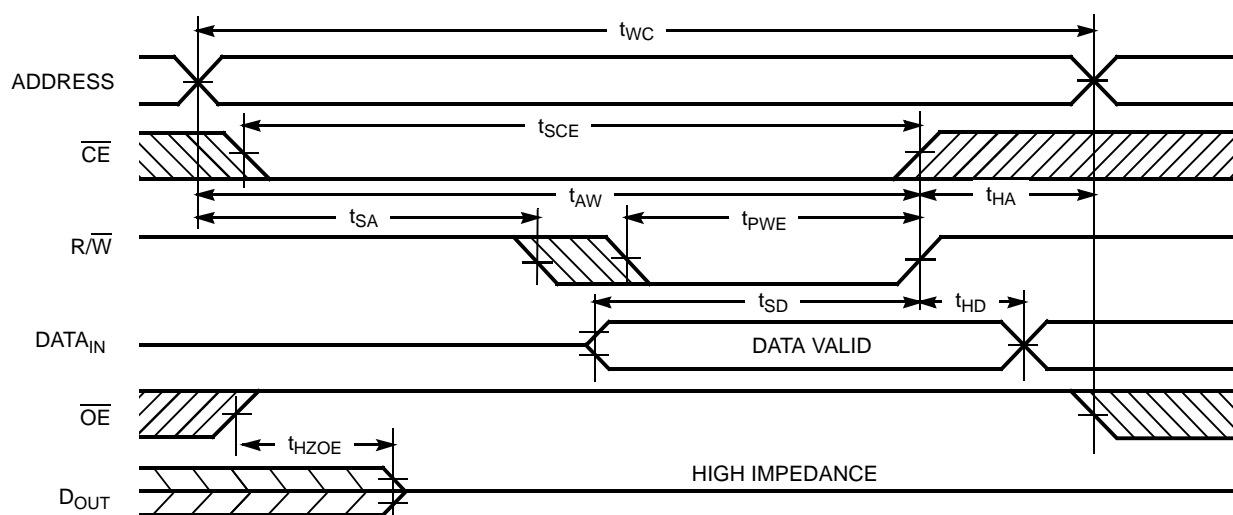 tWC
ADDRESS
tSCE
CE
tAW
tHA
tSA
tPWE
R/W
tSD
tHD
DATAIN
DATA VALID
OE
tHZOE
HIGH IMPEDANCE
DOUT